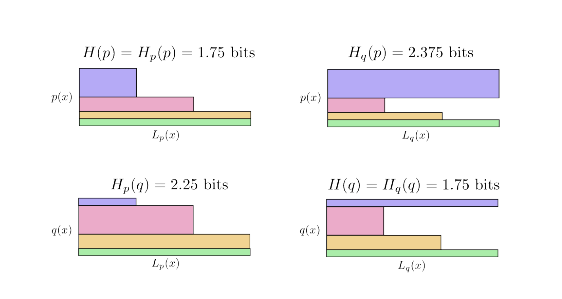 H(p) = H_p(p) = 1.75 bits
H_q(p) = 2.375 bits
p(x)
p(x)
L_p(x)
L_q(x)
H_p(q) = 2.25 bits
H(q) = H_q(q) = 1.75 bits
q(x)
q(x)
L_p(x)
L_q(x)